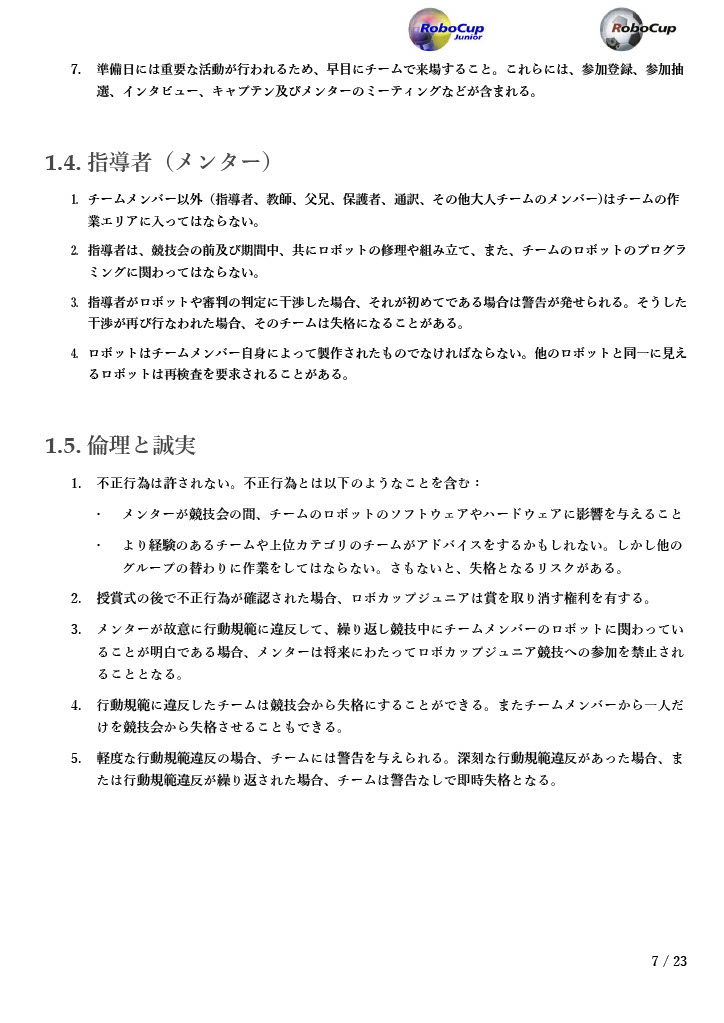 RoboCup
Junior
RoboCup
7. 準備日には重要な活動が行われるため、早目にチームで来場すること。これらには、参加登録、参加抽
選、インタビュー、キャプテン及びメンターのミーティングなどが含まれる。
1.4. 指導者（メンター）
1. チームメンバー以外（指導者、教師、父兄、保護者、通訳、その他大人チームのメンバー)はチームの作
業エリアに入ってはならない。
2. 指導者は、競技会の前及び期間中、共にロボットの修理や組み立て、また、チームのロボットのプログラ
ミングに関わってはならない。
3. 指導者がロボットや審判の判定に干渉した場合、それが初めてである場合は警告が発せられる。そうした
干渉が再び行なわれた場合、そのチームは失格になることがある。
4. ロボットはチームメンバー自身によって製作されたものでなければならない。他のロボットと同一に見え
るロボットは再検査を要求されることがある。
1.5. 倫理と誠実
1. 不正行為は許されない。不正行為とは以下のようなことを含む：
・ メンターが競技会の間、チームのロボットのソフトウェアやハードウェアに影響を与えること
・ より経験のあるチームや上位カテゴリのチームがアドバイスをするかもしれない。しかし他の
グループの替わりに作業をしてはならない。さもないと、失格となるリスクがある。
2. 授賞式の後で不正行為が確認された場合、ロボカップジュニアは賞を取り消す権利を有する。
3. メンターが故意に行動規範に違反して、繰り返し競技中にチームメンバーのロボットに関わってい
ることが明白である場合、メンターは将来にわたってロボカップジュニア競技への参加を禁止され
ることとなる。
4. 行動規範に違反したチームは競技会から失格にすることができる。またチームメンバーから一人だ
けを競技会から失格させることもできる。
5. 軽度な行動規範違反の場合、チームには警告を与えられる。深刻な行動規範違反があった場合、ま
たは行動規範違反が繰り返された場合、チームは警告なしで即時失格となる。
7 / 23